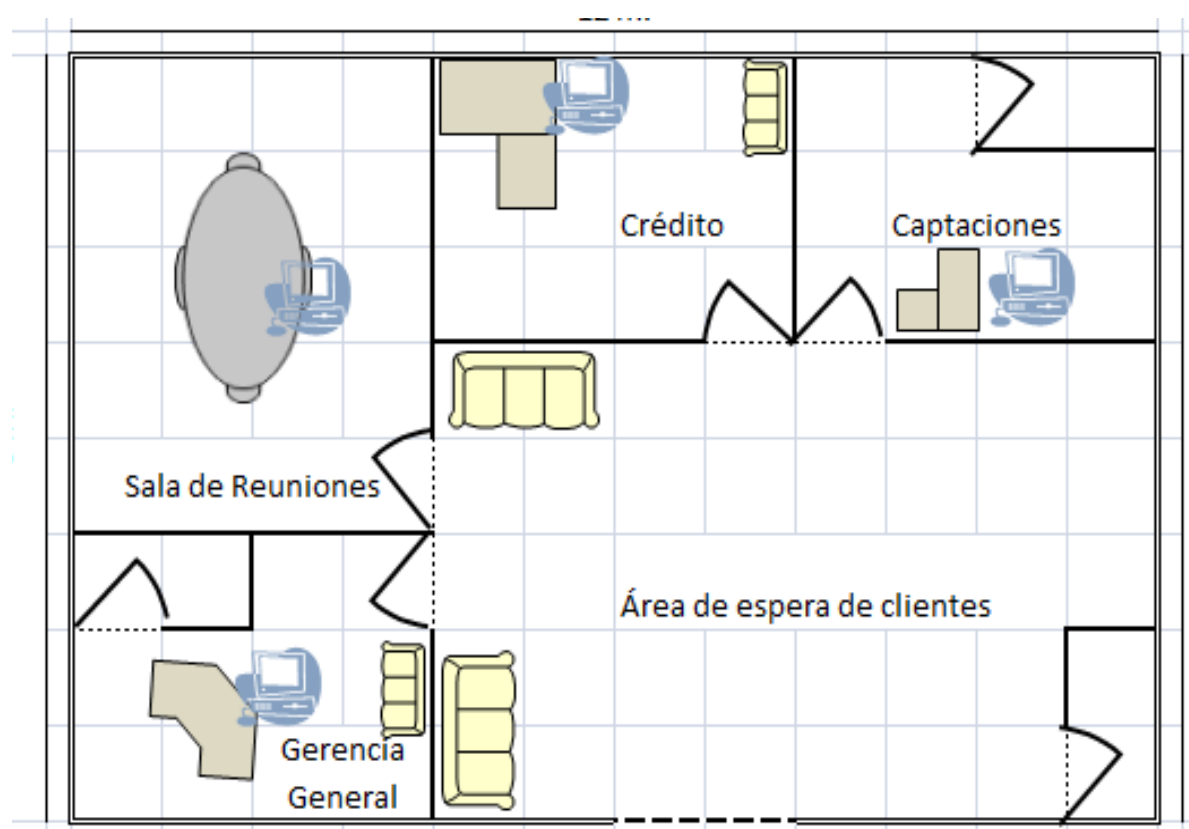 Crédito
Captaciones
Sala de Reuniones
Área de espera de clientes
Gerencia
General